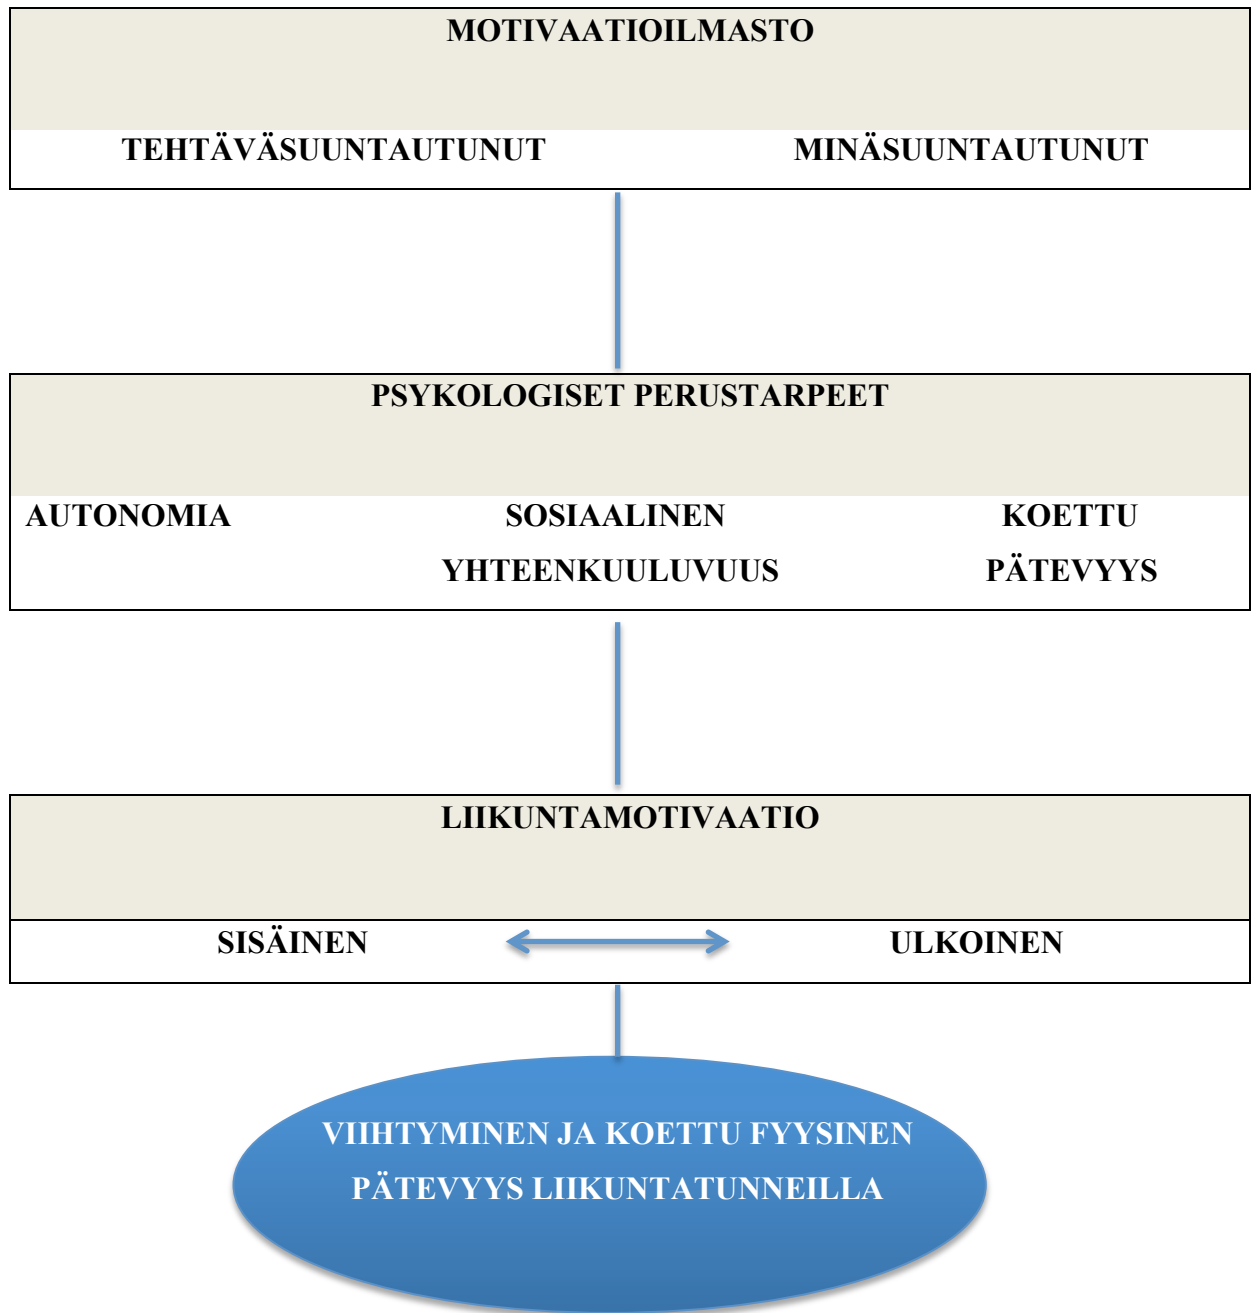 MOTIVAATIOILMASTO
TEHTÄVÄSUUNTAUTUNUT MINÄSUUNTAUTUNUT
PSYKOLOGISET PERUSTARPEET
AUTONOMIA SOSIAALINEN KOETTU
YHTEENKUULUVUUS PÄTEVYYS
LIIKUNTAMOTIVAATIO
SISÄINEN ULKOINEN
VIIHTYMINEN JA KOETTU FYYSINEN
PÄTEVYYS LIIKUNTATUNNEILLA